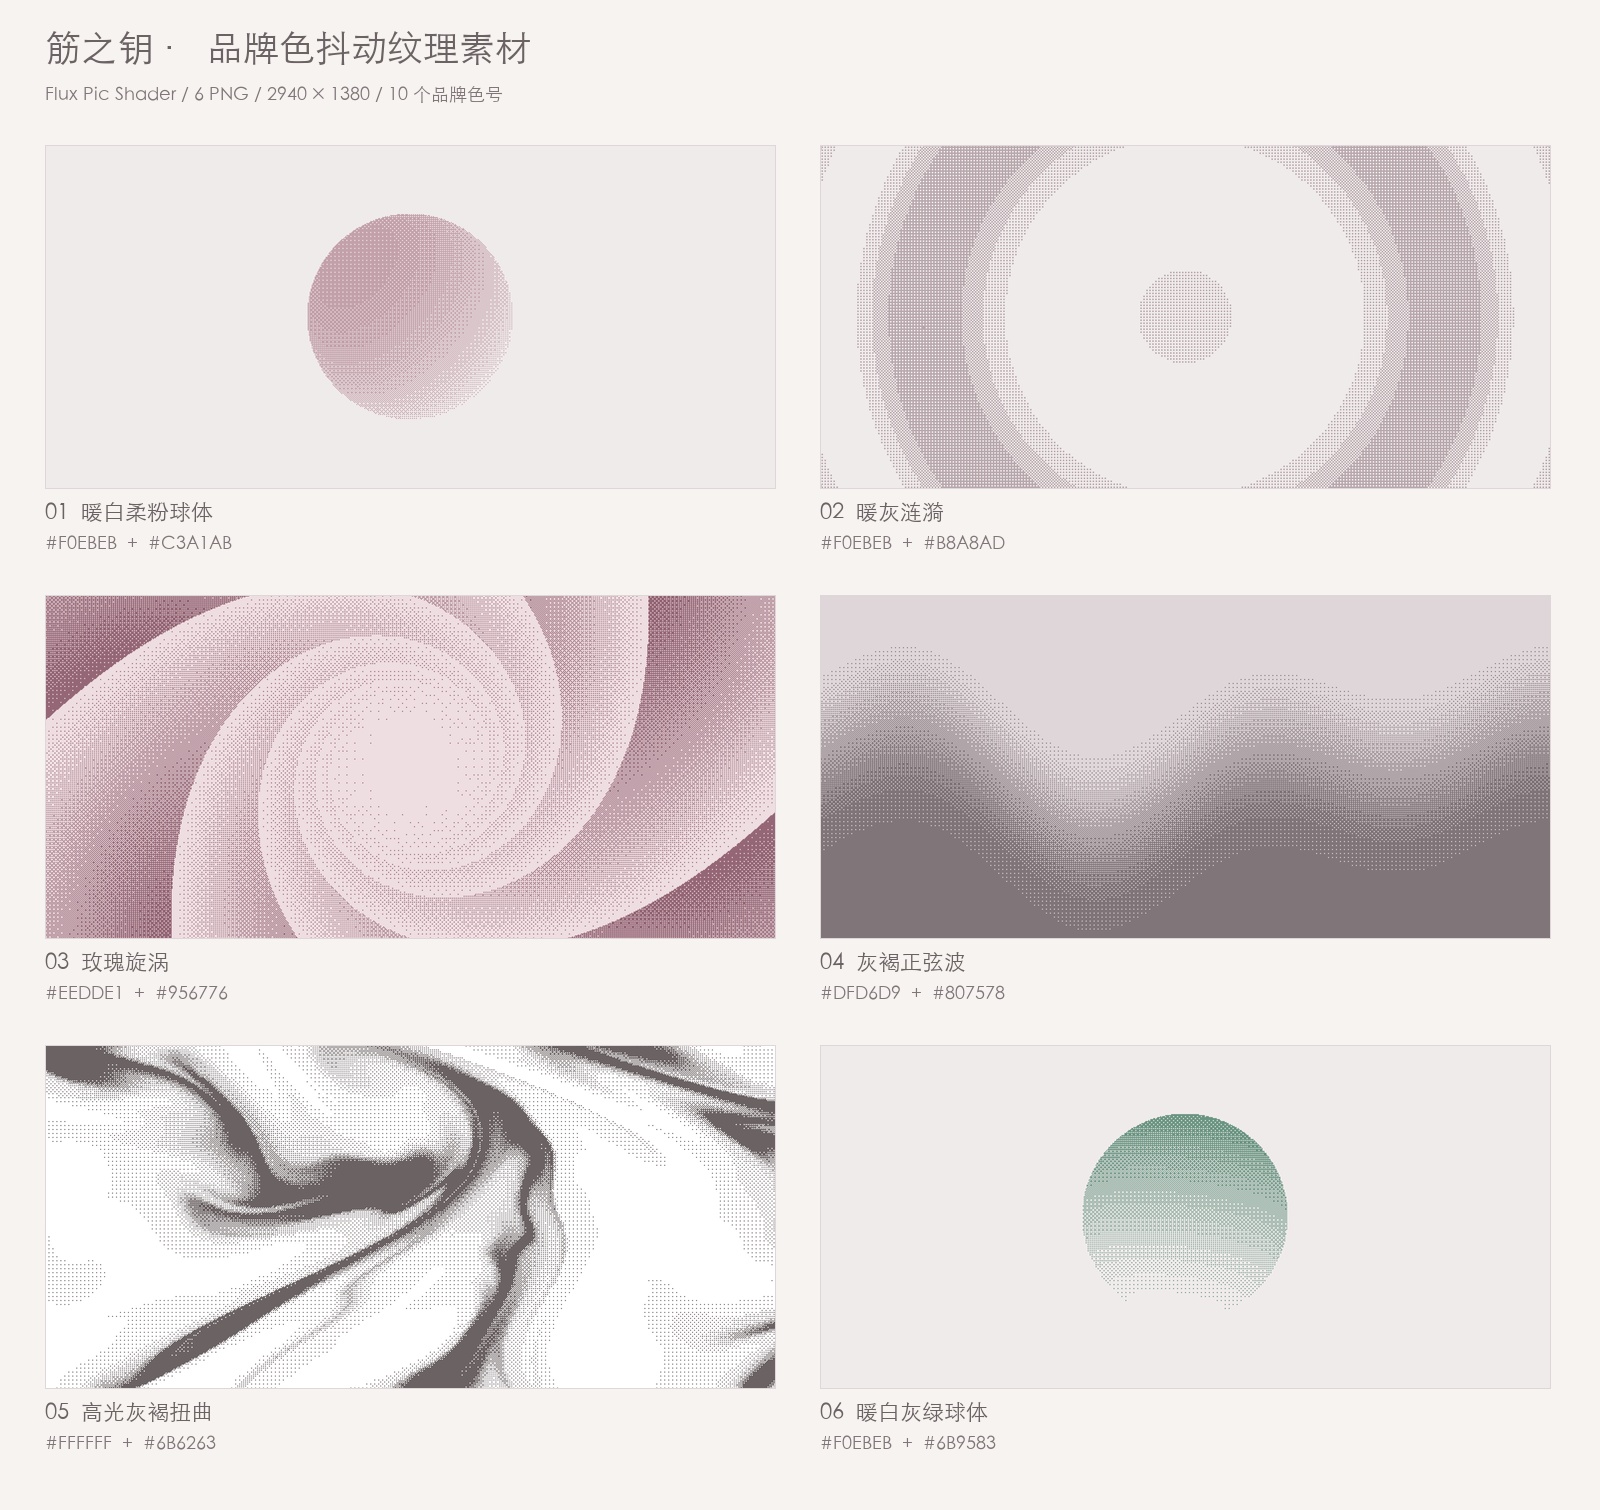 筋之钥 · 品牌色抖动纹理素材
Flux Pic Shader / 6 PNG / 2940 × 1380 / 10 个品牌色号
01 暖白柔粉球体
#F0EBEB + #C3A1AB
02 暖灰涟漪
#F0EBEB + #B8A8AD
03 玫瑰旋涡
#EEDDE1 + #956776
04 灰褐正弦波
#DFD6D9 + #807578
05 高光灰褐扭曲
#FFFFFF + #6B6263
06 暖白灰绿球体
#F0EBEB + #6B9583